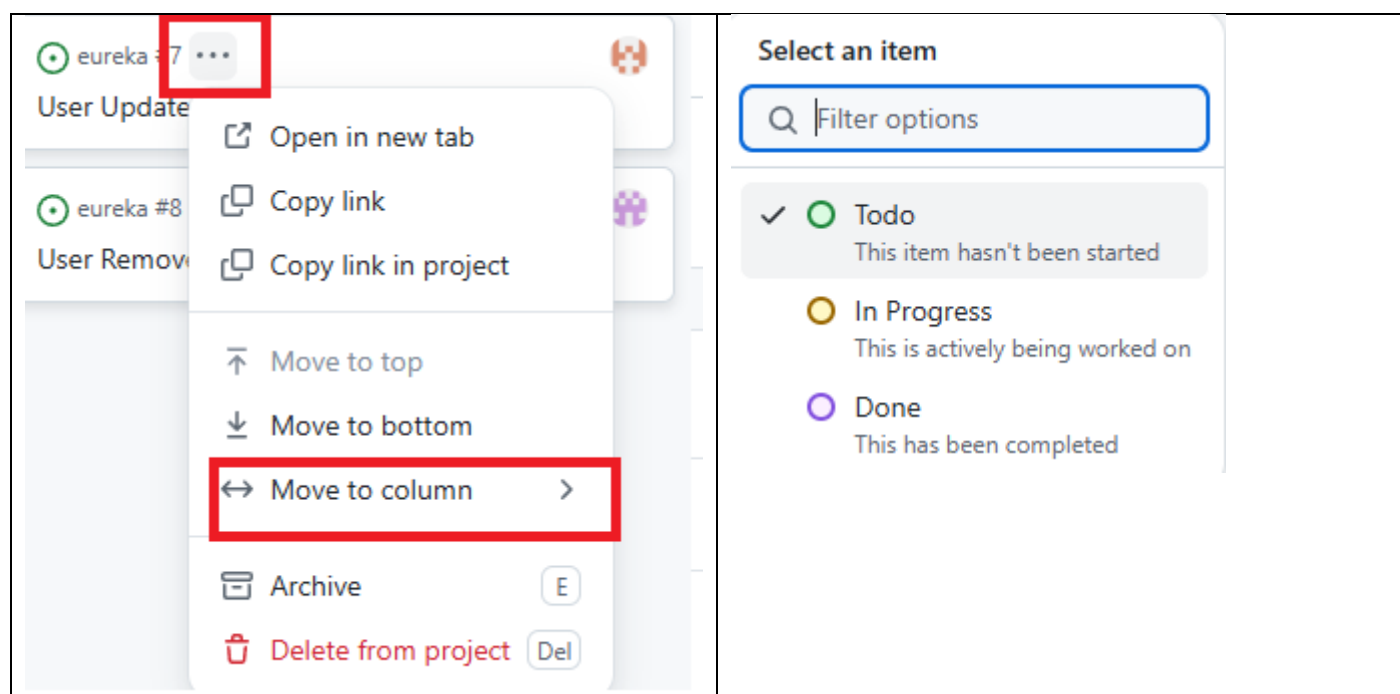 eureka #7 ···
User Update
Open in new tab
Copy link
Copy link in project
Move to top
Move to bottom
Move to column
Archive E
Delete from project Del
eureka #8
User Remov
Select an item
Filter options
Todo
This item hasn't been started
In Progress
This is actively being worked on
Done
This has been completed